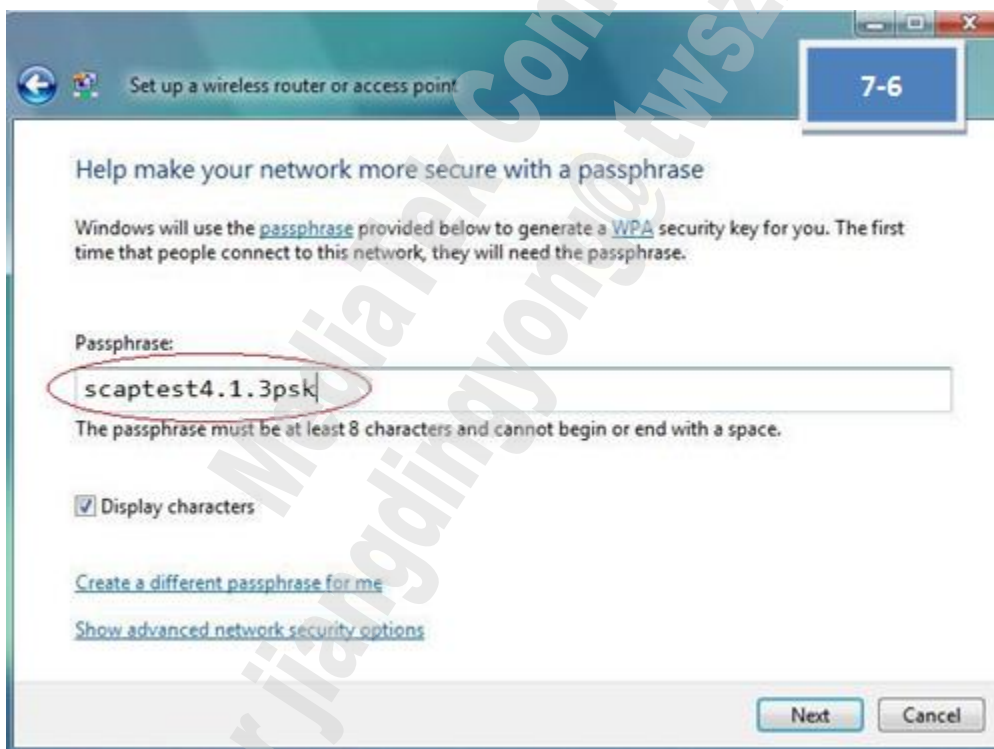 Set up a wireless router or access point
7-6
Help make your network more secure with a passphrase
Windows will use the passphrase provided below to generate a WPA security key for you. The first
time that people connect to this network, they will need the passphrase.
Passphrase:
scaptest4.1.3psk
The passphrase must be at least 8 characters and cannot begin or end with a space.
Display characters
Create a different passphrase for me
Show advanced network security options
Next
Cancel
MediaTek Con
r jiangdingyong@twsz